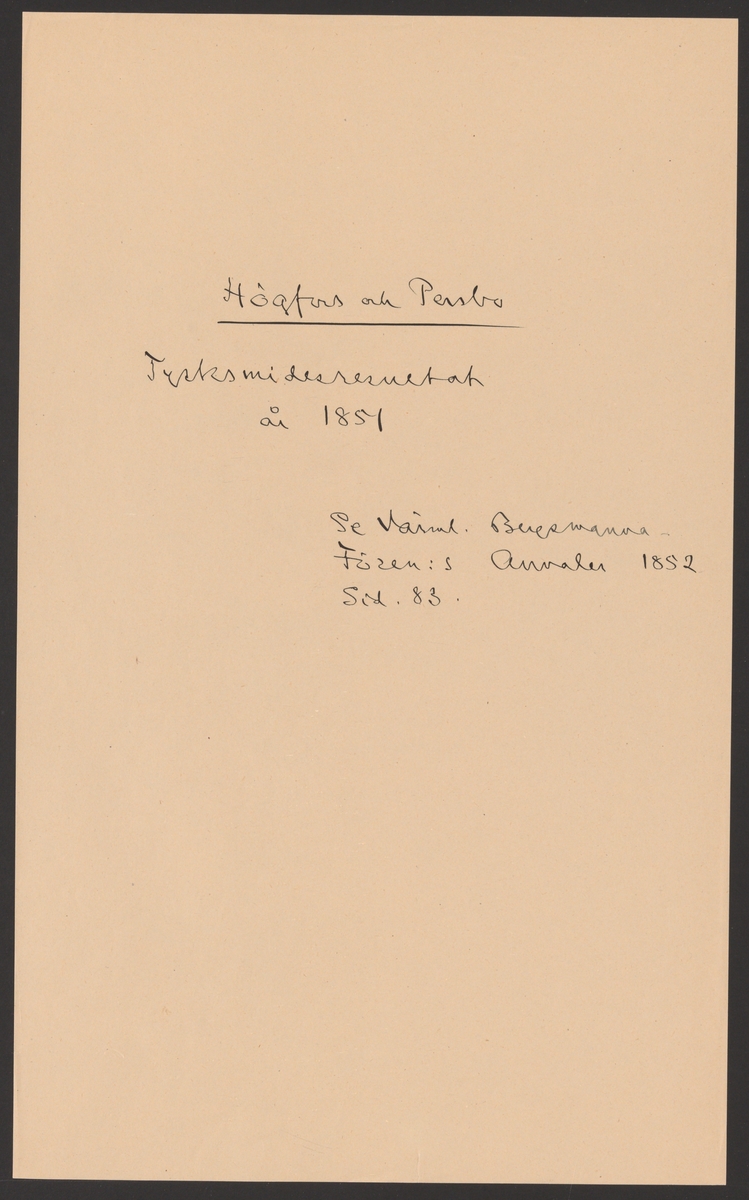 Högfors och Persbo
Tysksmidesresultat
år 1851
Se Värml. Bergsmanna-
Fören:s Annaler 1852
Sid. 83.